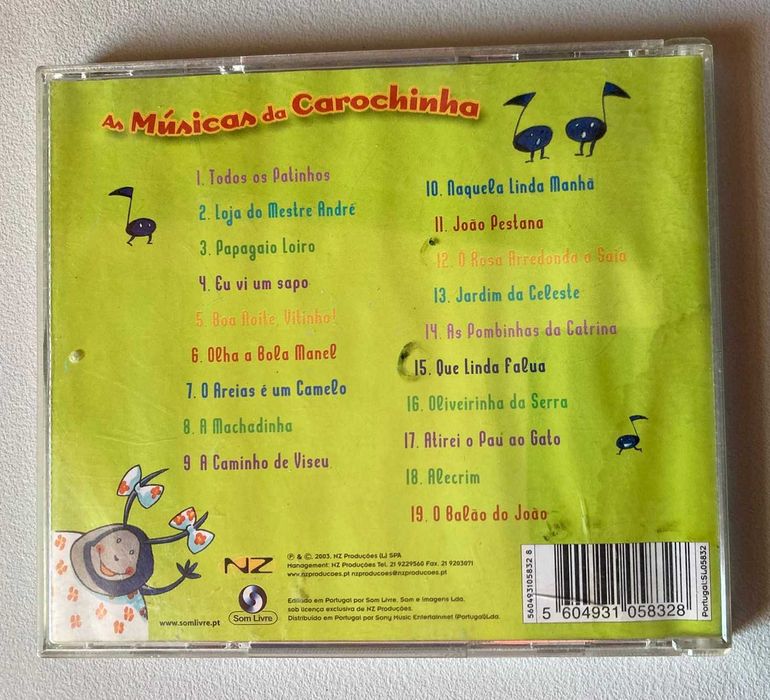 As Músicas da Carochinha
1. Todos os Patinhos
2. Loja do Mestre André
3. Papagaio Loiro
4. Eu vi um sapo
5. Boa Noite, Vitinho!
6. Olha a Bola Manel
7. O Areias é um Camelo
8. A Machadinha
9 A Caminho de Viseu
10. Naquela Linda Manhã
11. João Pestana
12. Ó Rosa Arredonda a Saia
13. Jardim da Celeste
14. As Pombinhas da Catrina
15. Que Linda Falua
16. Oliveirinha da Serra
17. Atirei o Pau ao Gato
18. Alecrim
19. O Balão do João
NZ
℗ & ©, 2003, NZ Produções (L) SPA
Management: NZ Produções Tel. 21 9229560 Fax. 21 9203071
www.nzproducoes.pt nzproducoes@nzproducoes.pt
www.somlivre.pt
Som Livre
Editado em Portugal por Som Livre, Som e Imagens Lda.
sob licença exclusiva de NZ Produções.
Distribuído em Portugal por Sony Music Entertainmet (Portugal)Lda.
560493105832 8
5 604931 058328
Portugal:SL05832